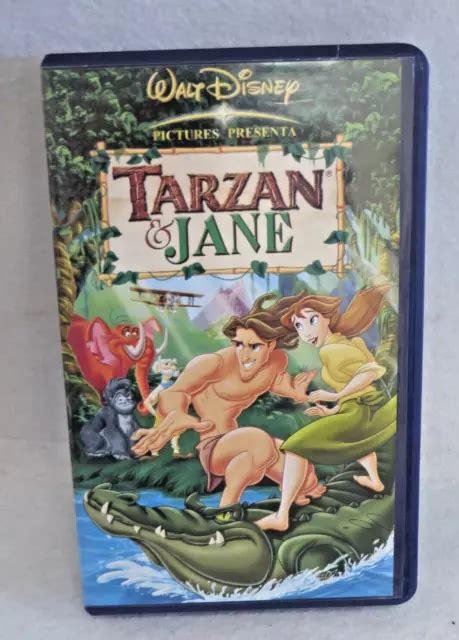 WALT DISNEY
PICTURES PRESENTA
TARZAN®
& JANE